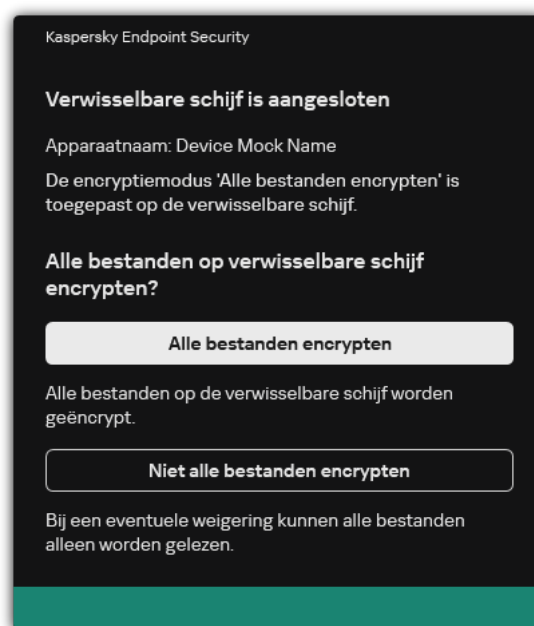 Kaspersky Endpoint Security
Verwisselbare schijf is aangesloten
Apparaatnaam: Device Mock Name
De encryptiemodus 'Alle bestanden encrypten' is
toegepast op de verwisselbare schijf.
Alle bestanden op verwisselbare schijf
encrypten?
Alle bestanden encrypten
Alle bestanden op de verwisselbare schijf worden
geëncrypt.
Niet alle bestanden encrypten
Bij een eventuele weigering kunnen alle bestanden
alleen worden gelezen.